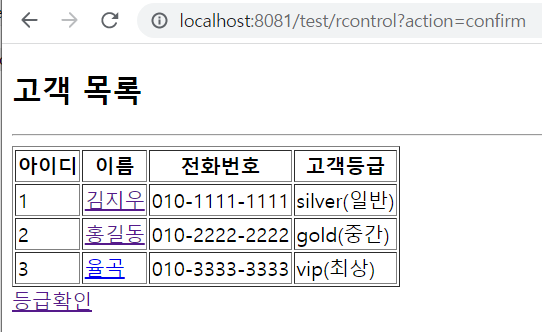 localhost:8081/test/rcontrol?action=confirm
고객 목록
아이디 이름 전화번호 고객등급
1 김지우 010-1111-1111 silver(일반)
2 홍길동 010-2222-2222 gold(중간)
3 율곡 010-3333-3333 vip(최상)
등급확인